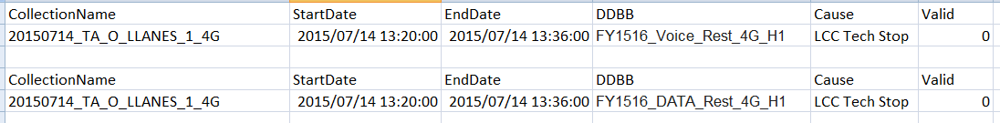 CollectionName StartDate EndDate DDBB Cause Valid
20150714_TA_O_LLANES_1_4G 2015/07/14 13:20:00 2015/07/14 13:36:00 FY1516_Voice_Rest_4G_H1 LCC Tech Stop 0
CollectionName StartDate EndDate DDBB Cause Valid
20150714_TA_O_LLANES_1_4G 2015/07/14 13:20:00 2015/07/14 13:36:00 FY1516_DATA_Rest_4G_H1 LCC Tech Stop 0